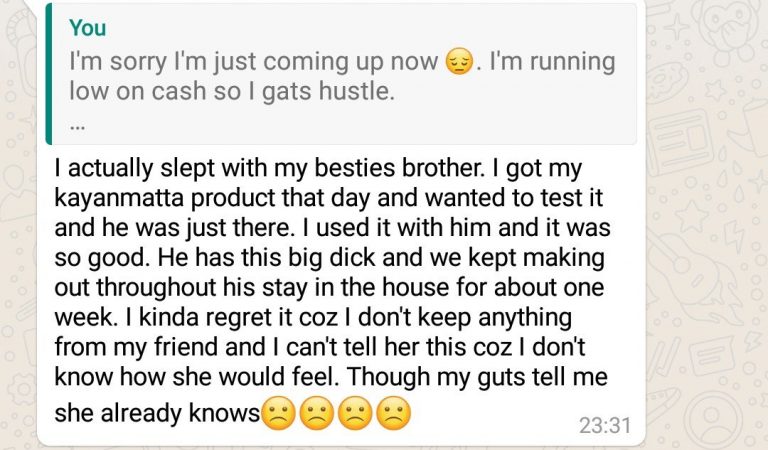 You
I'm sorry I'm just coming up now 😔. I'm running
low on cash so I gats hustle.
...
I actually slept with my besties brother. I got my
kayanmatta product that day and wanted to test it
and he was just there. I used it with him and it was
so good. He has this big dick and we kept making
out throughout his stay in the house for about one
week. I kinda regret it coz I don't keep anything
from my friend and I can't tell her this coz I don't
know how she would feel. Though my guts tell me
she already knows🙁🙁🙁🙁
23:31